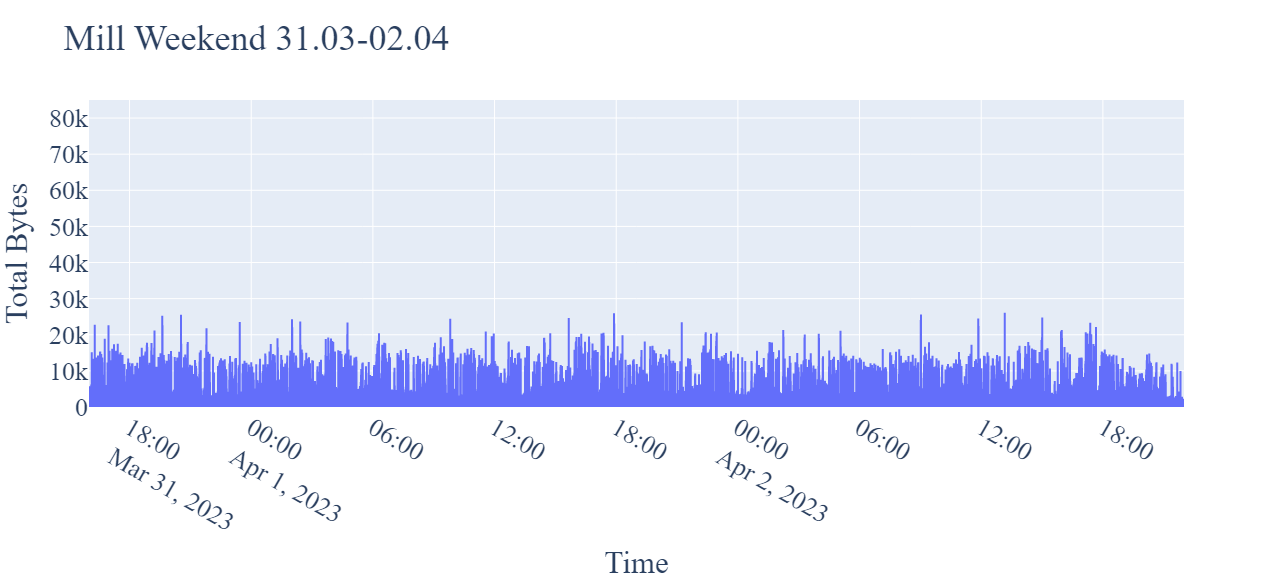 Mill Weekend 31.03-02.04
Total Bytes
80k
70k
60k
50k
40k
30k
20k
10k
0
18:00
Mar 31, 2023
00:00
Apr 1, 2023
06:00
12:00
18:00
00:00
Apr 2, 2023
06:00
12:00
18:00
Time